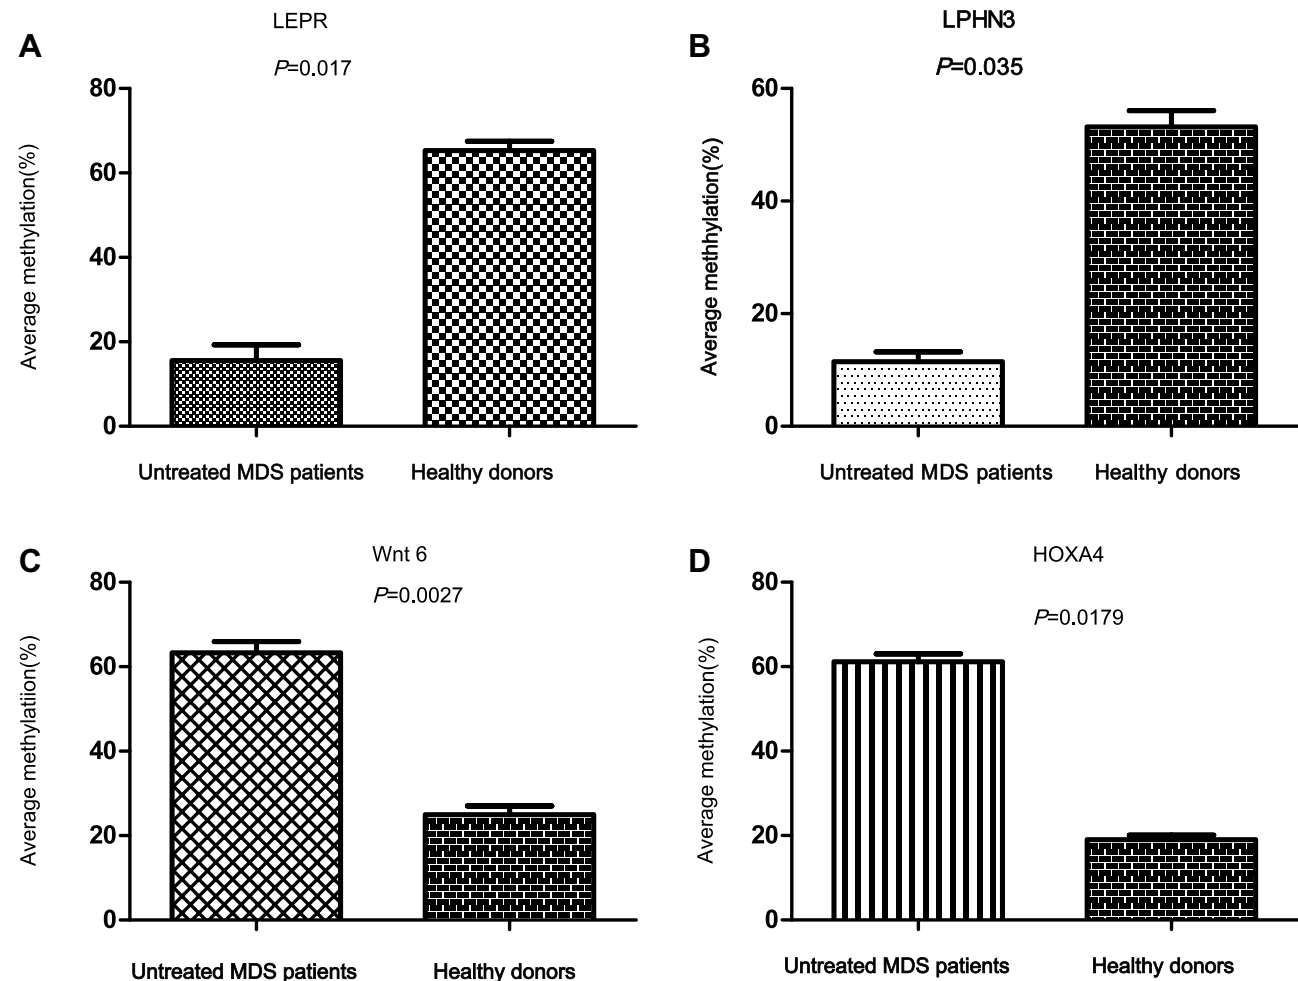 A
LEPR
P=0.017
Average methylation(%)
80
60
40
20
0
Untreated MDS patients
Healthy donors
B
LPHN3
P=0.035
Average methhylation(%)
60
40
20
0
Untreated MDS patients
Healthy donors
C
Wnt 6
P=0.0027
Average methylatiion(%)
80
60
40
20
0
Untreated MDS patients
Healthy donors
D
HOXA4
P=0.0179
Average methylation(%)
80
60
40
20
0
Untreated MDS patients
Healthy donors